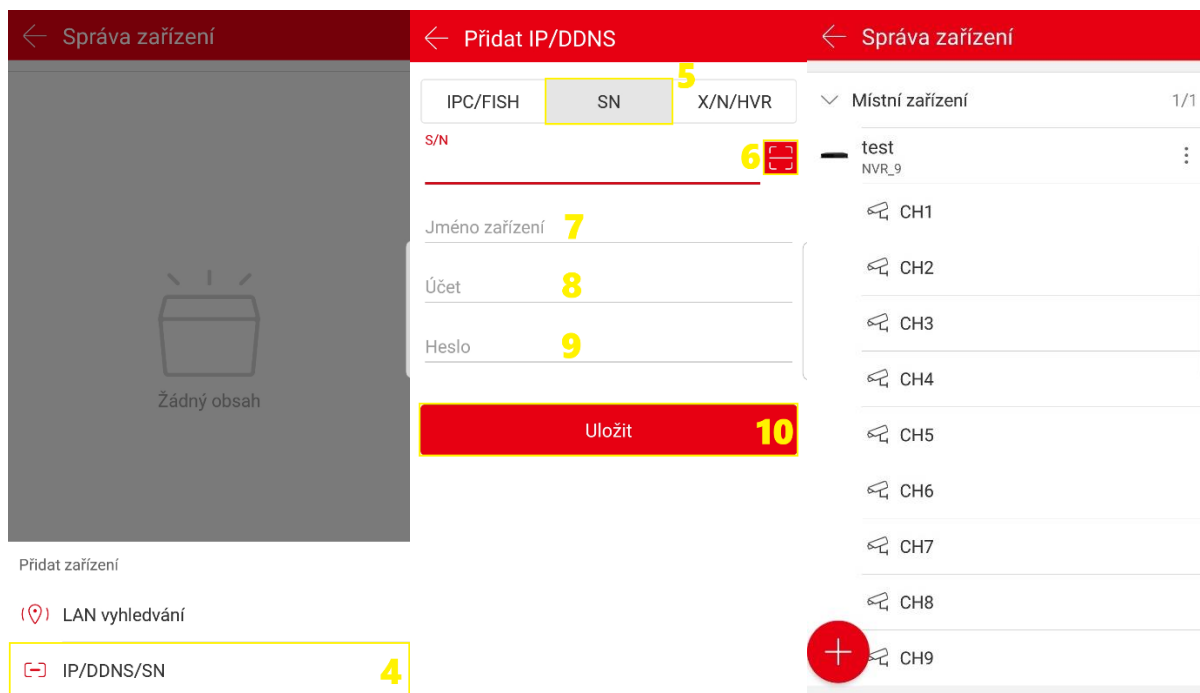 Správa zařízení
Žádný obsah
Přidat zařízení
LAN vyhledvání
IP/DDNS/SN 4
Přidat IP/DDNS
5
IPC/FISH SN X/N/HVR
S/N
6
Jméno zařízení 7
Účet 8
Heslo 9
Uložit 10
Správa zařízení
Místní zařízení 1/1
test
NVR_9
CH1
CH2
CH3
CH4
CH5
CH6
CH7
CH8
CH9